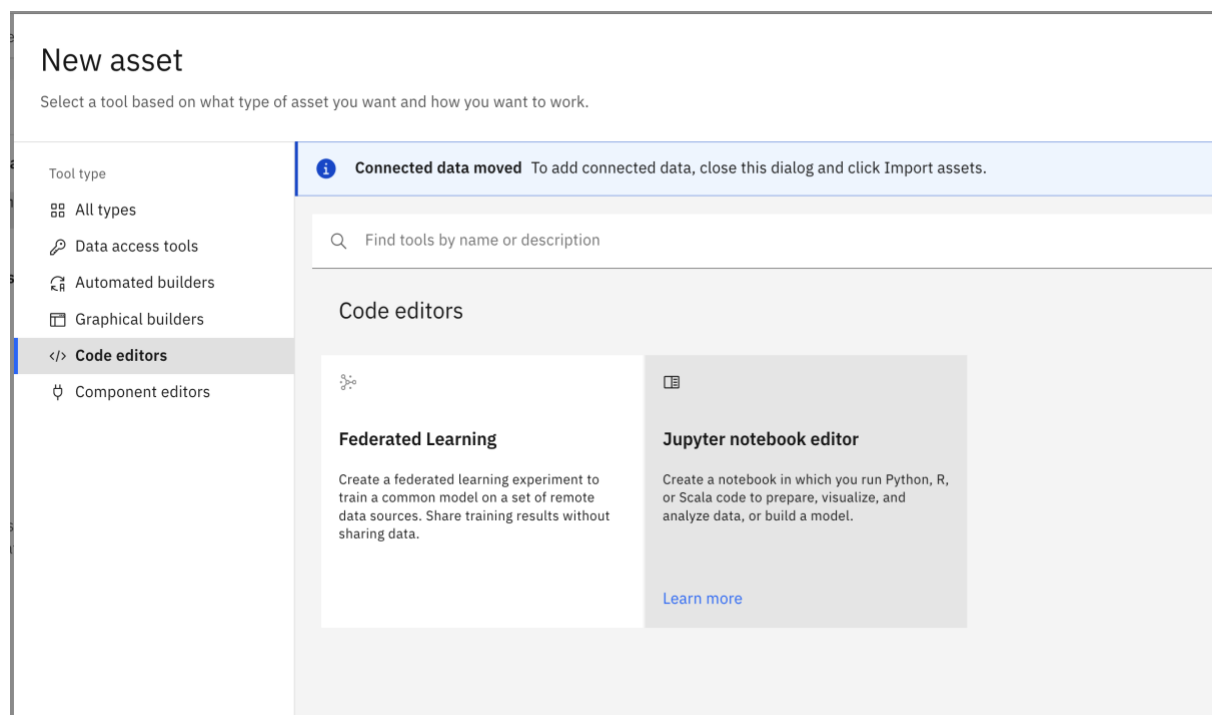 New asset
Select a tool based on what type of asset you want and how you want to work.
Tool type
All types
Data access tools
Automated builders
Graphical builders
Code editors
Component editors
Connected data moved To add connected data, close this dialog and click Import assets.
Find tools by name or description
Code editors
Federated Learning
Create a federated learning experiment to
train a common model on a set of remote
data sources. Share training results without
sharing data.
Jupyter notebook editor
Create a notebook in which you run Python, R,
or Scala code to prepare, visualize, and
analyze data, or build a model.
Learn more